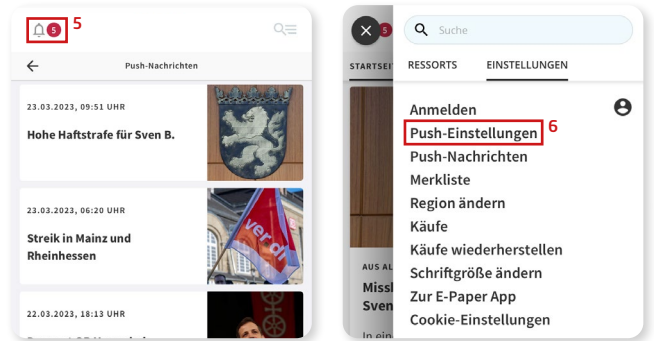 5
5
Push-Nachrichten
23.03.2023, 09:51 UHR
Hohe Haftstrafe für Sven B.
23.03.2023, 06:20 UHR
Streik in Mainz und
Rheinhessen
ver.di
22.03.2023, 18:13 UHR
5
Suche
STARTSEI
RESSORTS
EINSTELLUNGEN
Anmelden
Push-Einstellungen
6
Push-Nachrichten
Merkliste
Region ändern
Käufe
Käufe wiederherstellen
Schriftgröße ändern
Zur E-Paper App
Cookie-Einstellungen
AUS AL
Missl
Sven
In ein